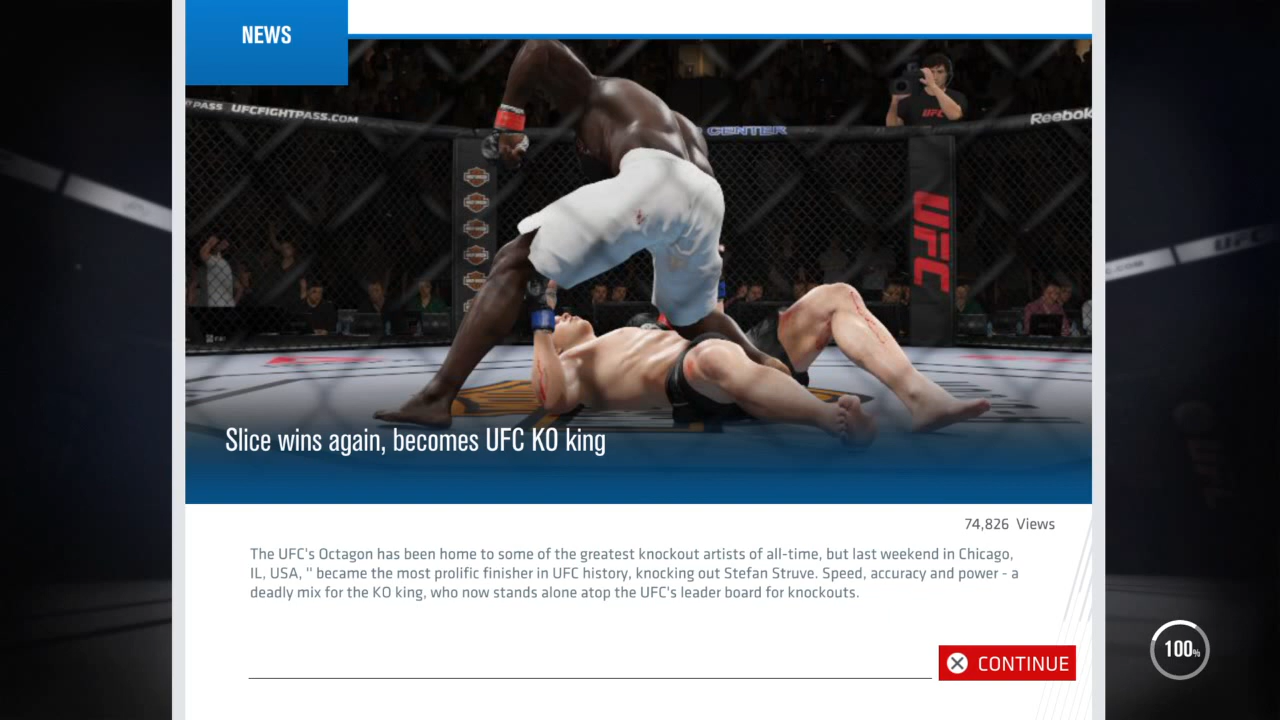 NEWS
PASS UFCFIGHTPASS.COM
UFC
CENTER
Reebok
UFC
UFC
Slice wins again, becomes UFC KO king
74,826 Views
The UFC's Octagon has been home to some of the greatest knockout artists of all-time, but last weekend in Chicago,
IL, USA, " became the most prolific finisher in UFC history, knocking out Stefan Struve. Speed, accuracy and power - a
deadly mix for the KO king, who now stands alone atop the UFC's leader board for knockouts.
100%
CONTINUE